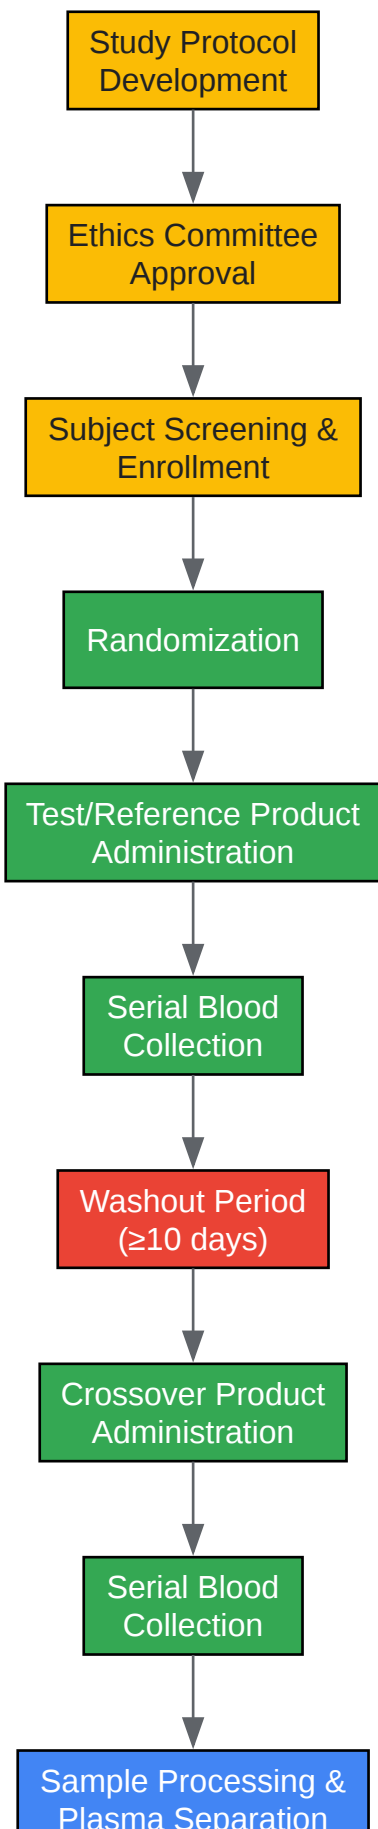 Study Protocol
Development
Ethics Committee
Approval
Subject Screening &
Enrollment
Randomization
Test/Reference Product
Administration
Serial Blood
Collection
Washout Period
(≥10 days)
Crossover Product
Administration
Serial Blood
Collection
Sample Processing &
Plasma Separation